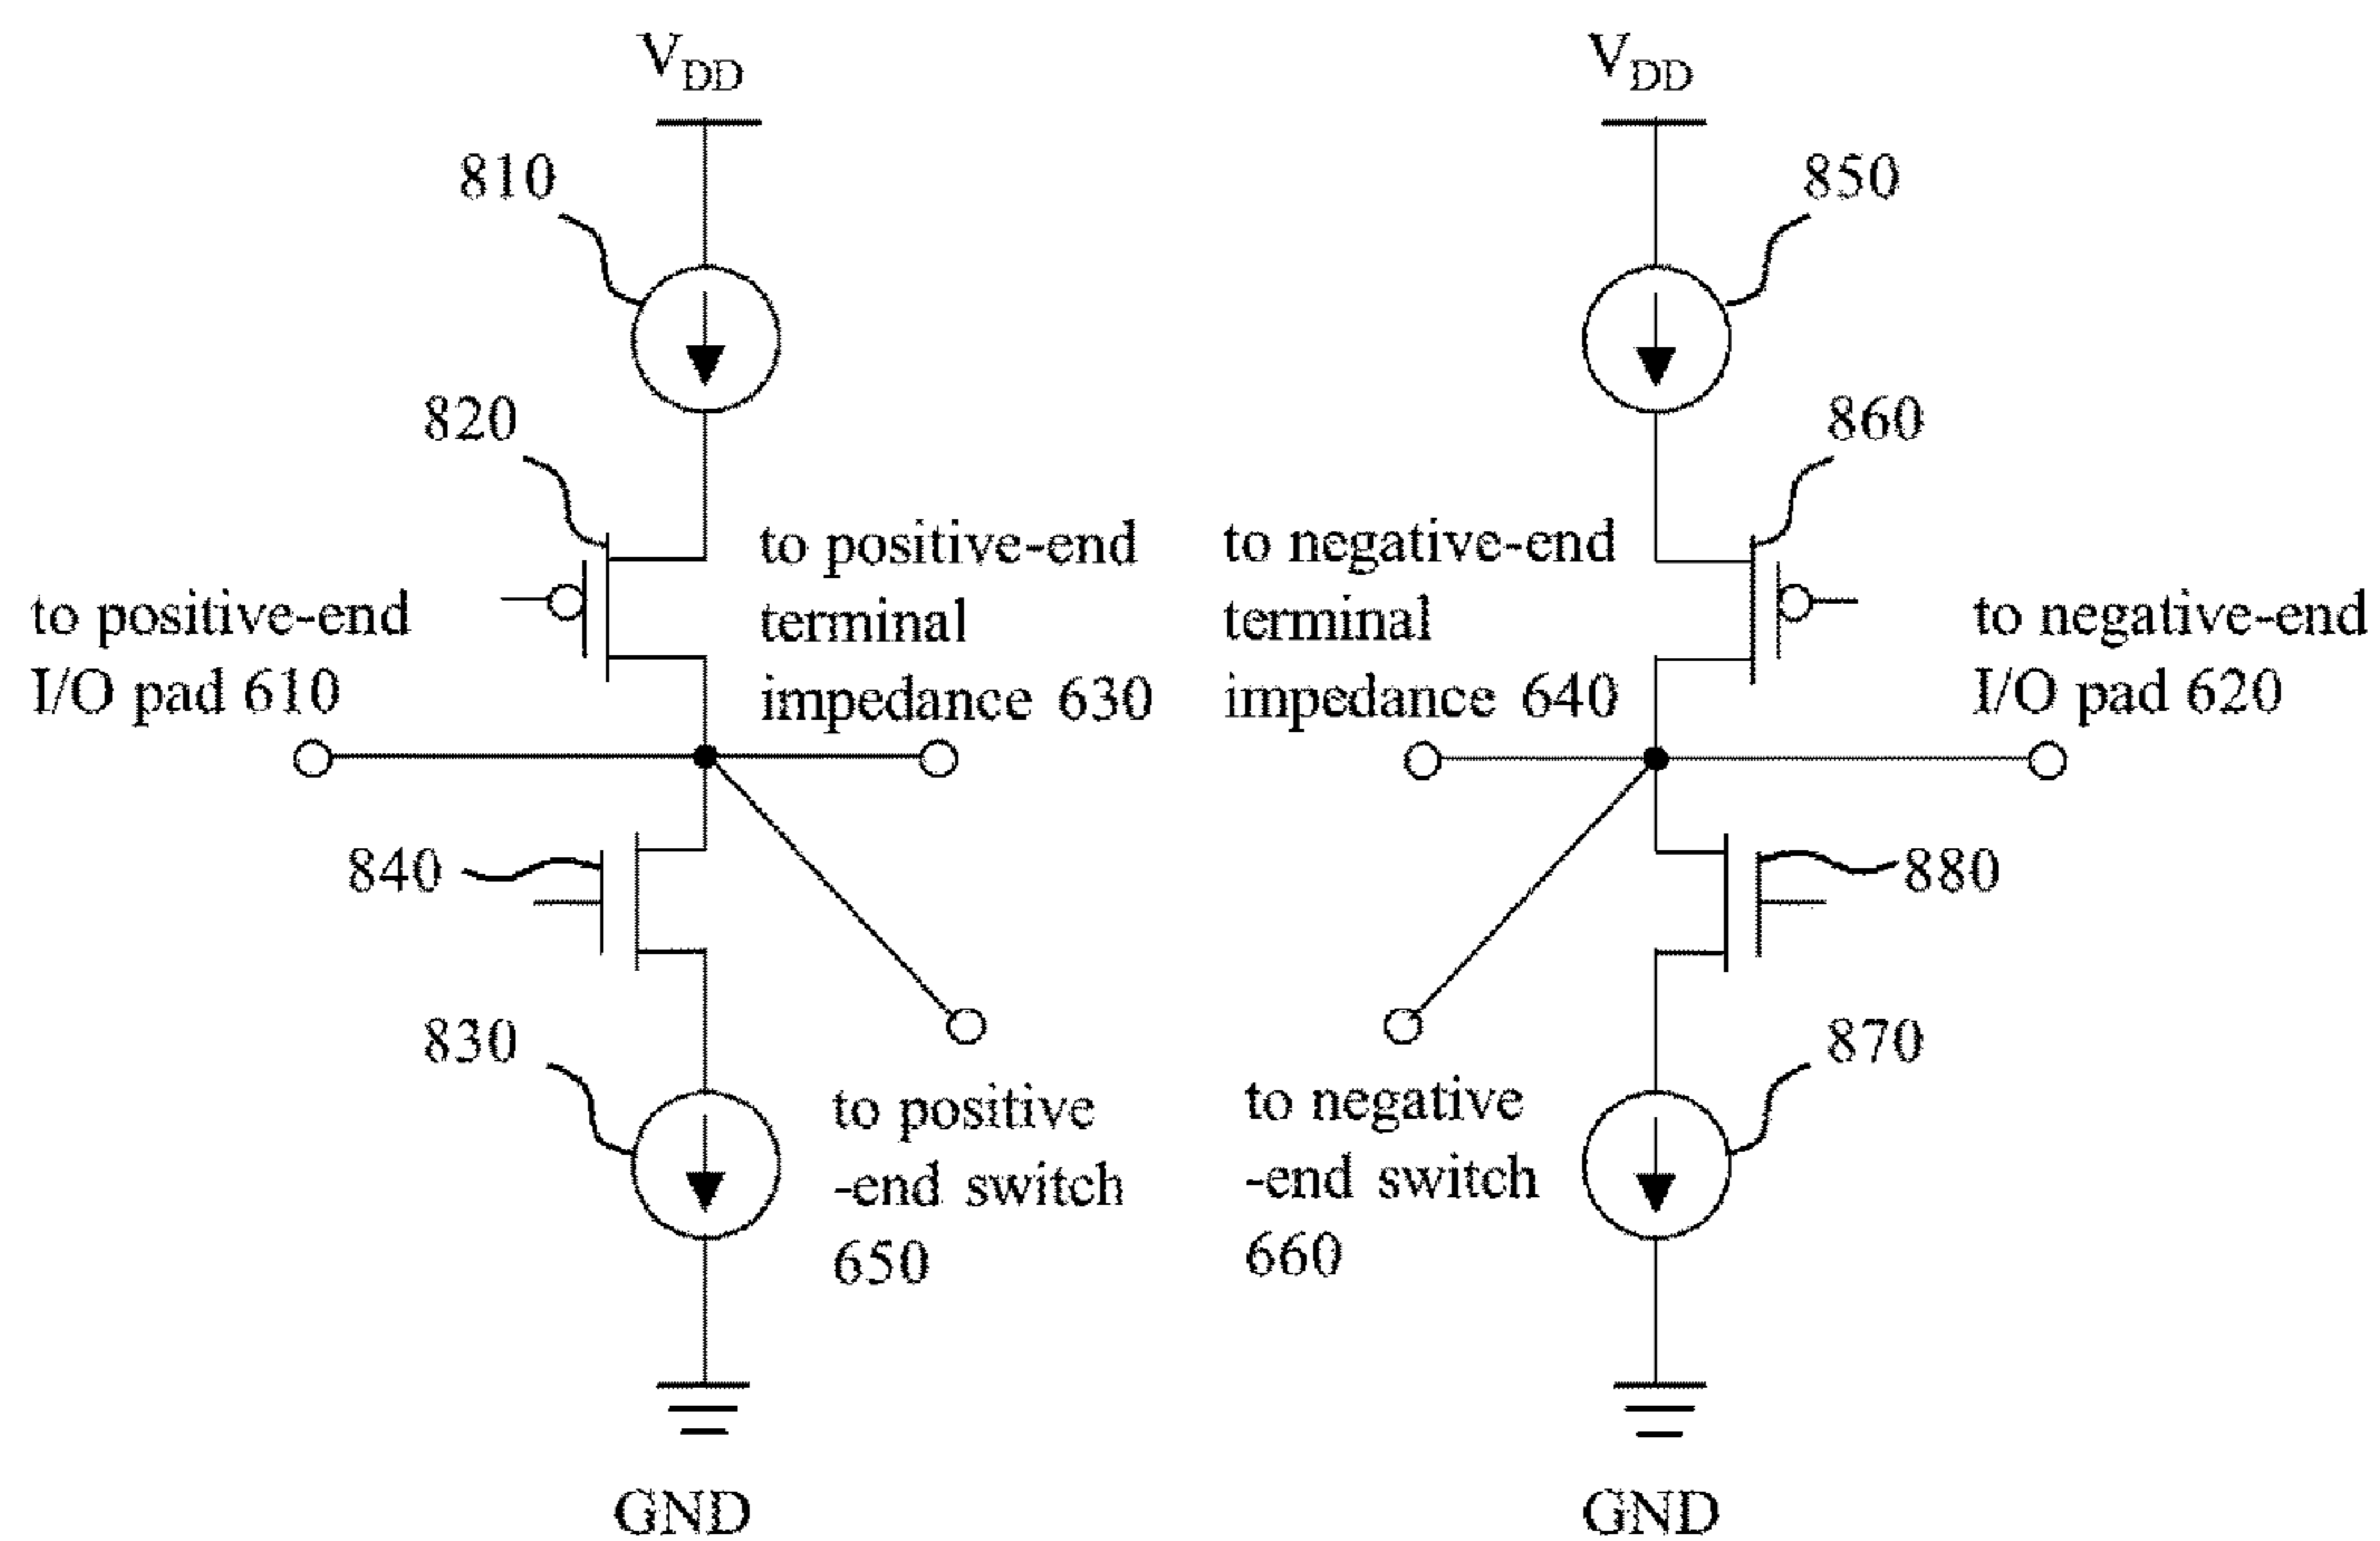 VDD
VDD
810
850
820
860
to positive-end
I/O pad 610
to positive-end
terminal
impedance 630
to negative-end
terminal
impedance 640
to negative-end
I/O pad 620
840
880
830
870
to positive
-end switch
650
to negative
-end switch
660
GND
GND